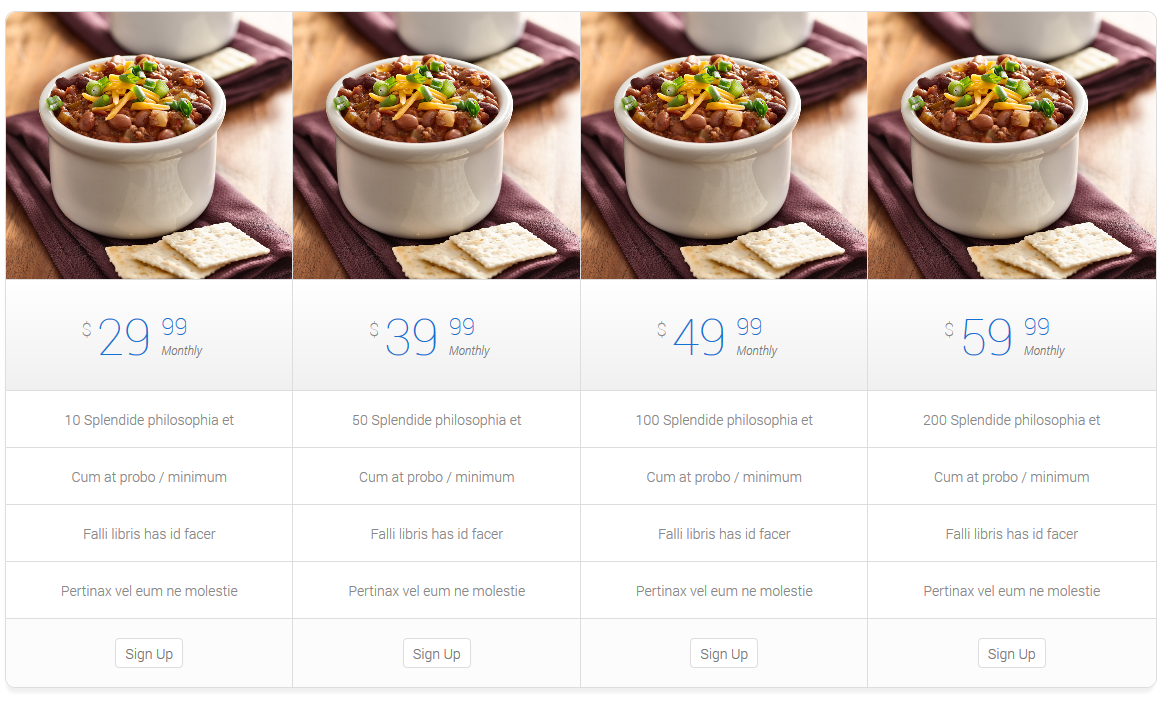 $ 29 99 Monthly
$ 39 99 Monthly
$ 49 99 Monthly
$ 59 99 Monthly
10 Splendide philosophia et
50 Splendide philosophia et
100 Splendide philosophia et
200 Splendide philosophia et
Cum at probo / minimum
Cum at probo / minimum
Cum at probo / minimum
Cum at probo / minimum
Falli libris has id facer
Falli libris has id facer
Falli libris has id facer
Falli libris has id facer
Pertinax vel eum ne molestie
Pertinax vel eum ne molestie
Pertinax vel eum ne molestie
Pertinax vel eum ne molestie
Sign Up
Sign Up
Sign Up
Sign Up